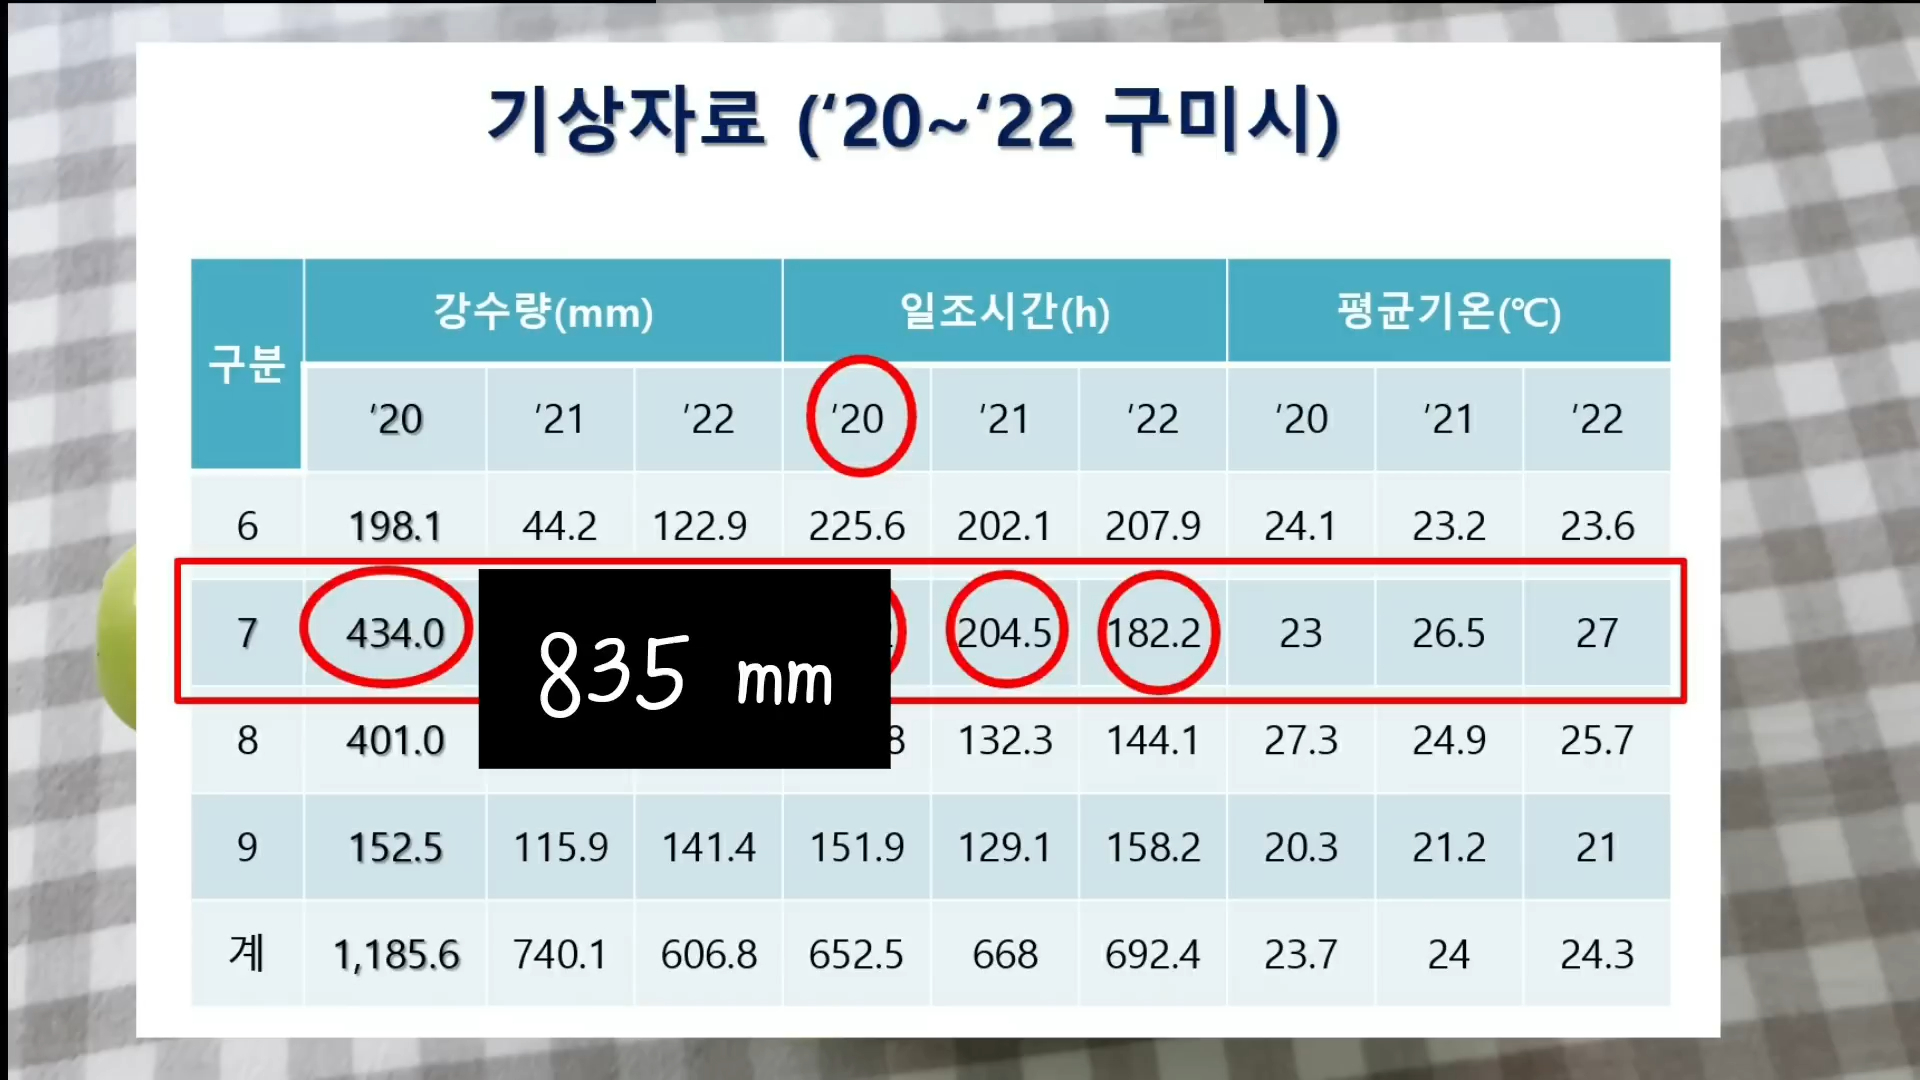 기상자료 (‘20~‘22 구미시)
구분 강수량(mm) 일조시간(h) 평균기온(℃)
’20 ’21 ’22 ’20 ’21 ’22 ’20 ’21 ’22
6 198.1 44.2 122.9 225.6 202.1 207.9 24.1 23.2 23.6
7 434.0 204.5 182.2 23 26.5 27
835 mm
8 401.0 132.3 144.1 27.3 24.9 25.7
9 152.5 115.9 141.4 151.9 129.1 158.2 20.3 21.2 21
계 1,185.6 740.1 606.8 652.5 668 692.4 23.7 24 24.3